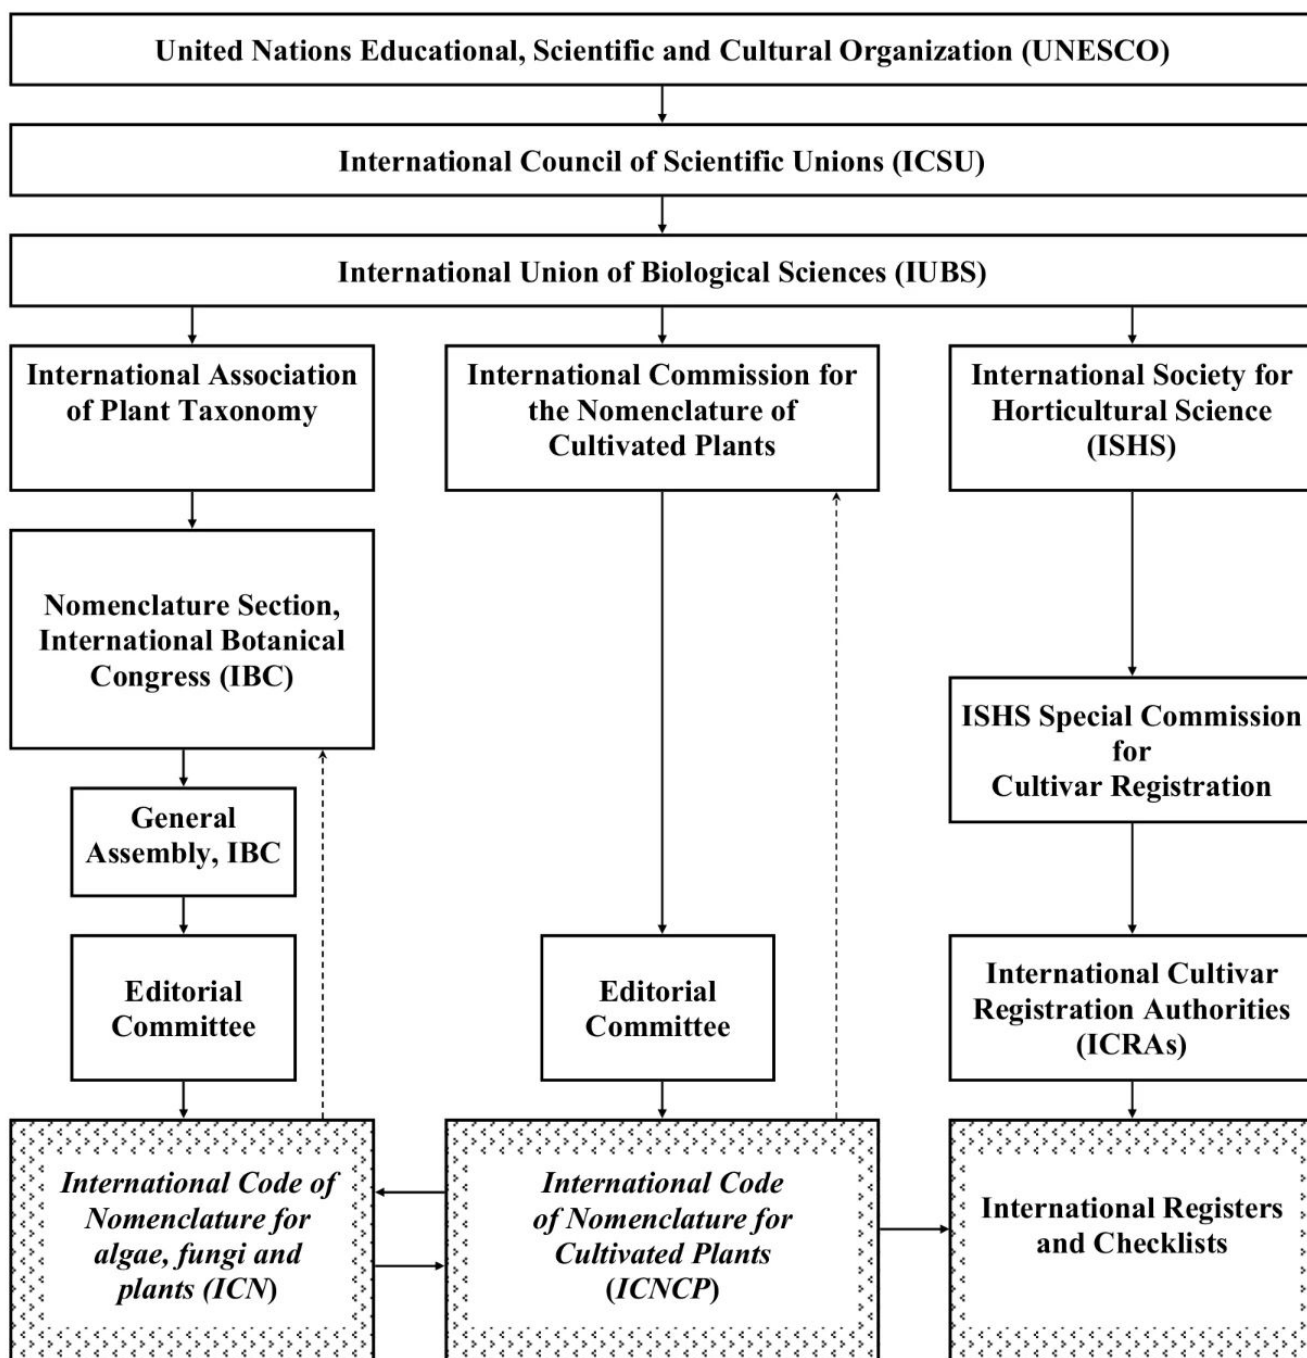 United Nations Educational, Scientific and Cultural Organization (UNESCO)
International Council of Scientific Unions (ICSU)
International Union of Biological Sciences (IUBS)
International Association
of Plant Taxonomy
International Commission for
the Nomenclature of
Cultivated Plants
International Society for
Horticultural Science
(ISHS)
Nomenclature Section,
International Botanical
Congress (IBC)
ISHS Special Commission
for
Cultivar Registration
General
Assembly, IBC
Editorial
Committee
Editorial
Committee
International Cultivar
Registration Authorities
(ICRAs)
International Code of
Nomenclature for
algae, fungi and
plants (ICN)
International Code
of Nomenclature for
Cultivated Plants
(ICNCP)
International Registers
and Checklists